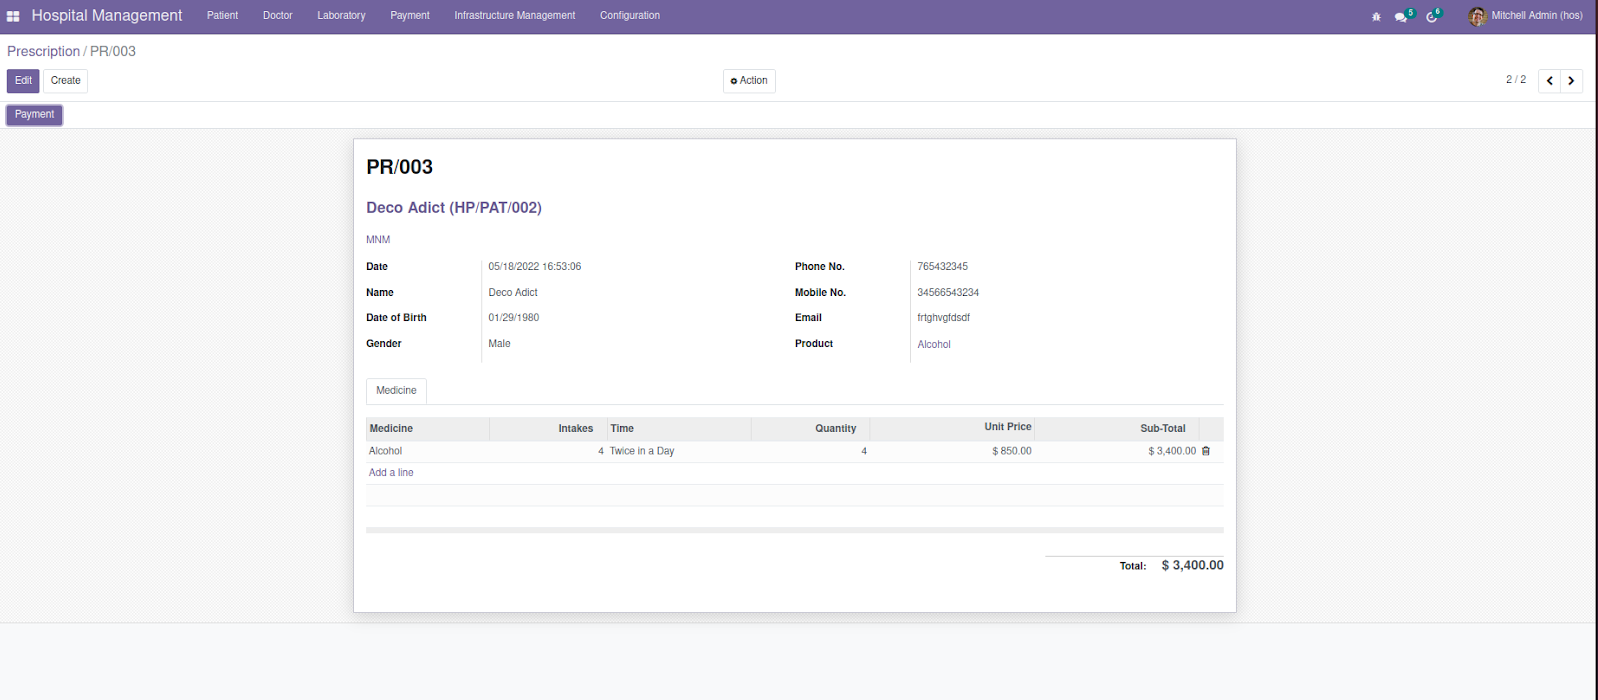 Hospital Management Patient Doctor Laboratory Payment Infrastructure Management Configuration 5 6 Mitchell Admin (hos)
Prescription / PR/003
Edit Create Action 2 / 2
Payment
PR/003
Deco Adict (HP/PAT/002)
MNM
Date 05/18/2022 16:53:06 Phone No. 765432345
Name Deco Adict Mobile No. 34566543234
Date of Birth 01/29/1980 Email frtghvgfdsdf
Gender Male Product Alcohol
Medicine
Medicine Intakes Time Quantity Unit Price Sub-Total
Alcohol 4 Twice in a Day 4 $ 850.00 $ 3,400.00
Add a line
Total: $ 3,400.00